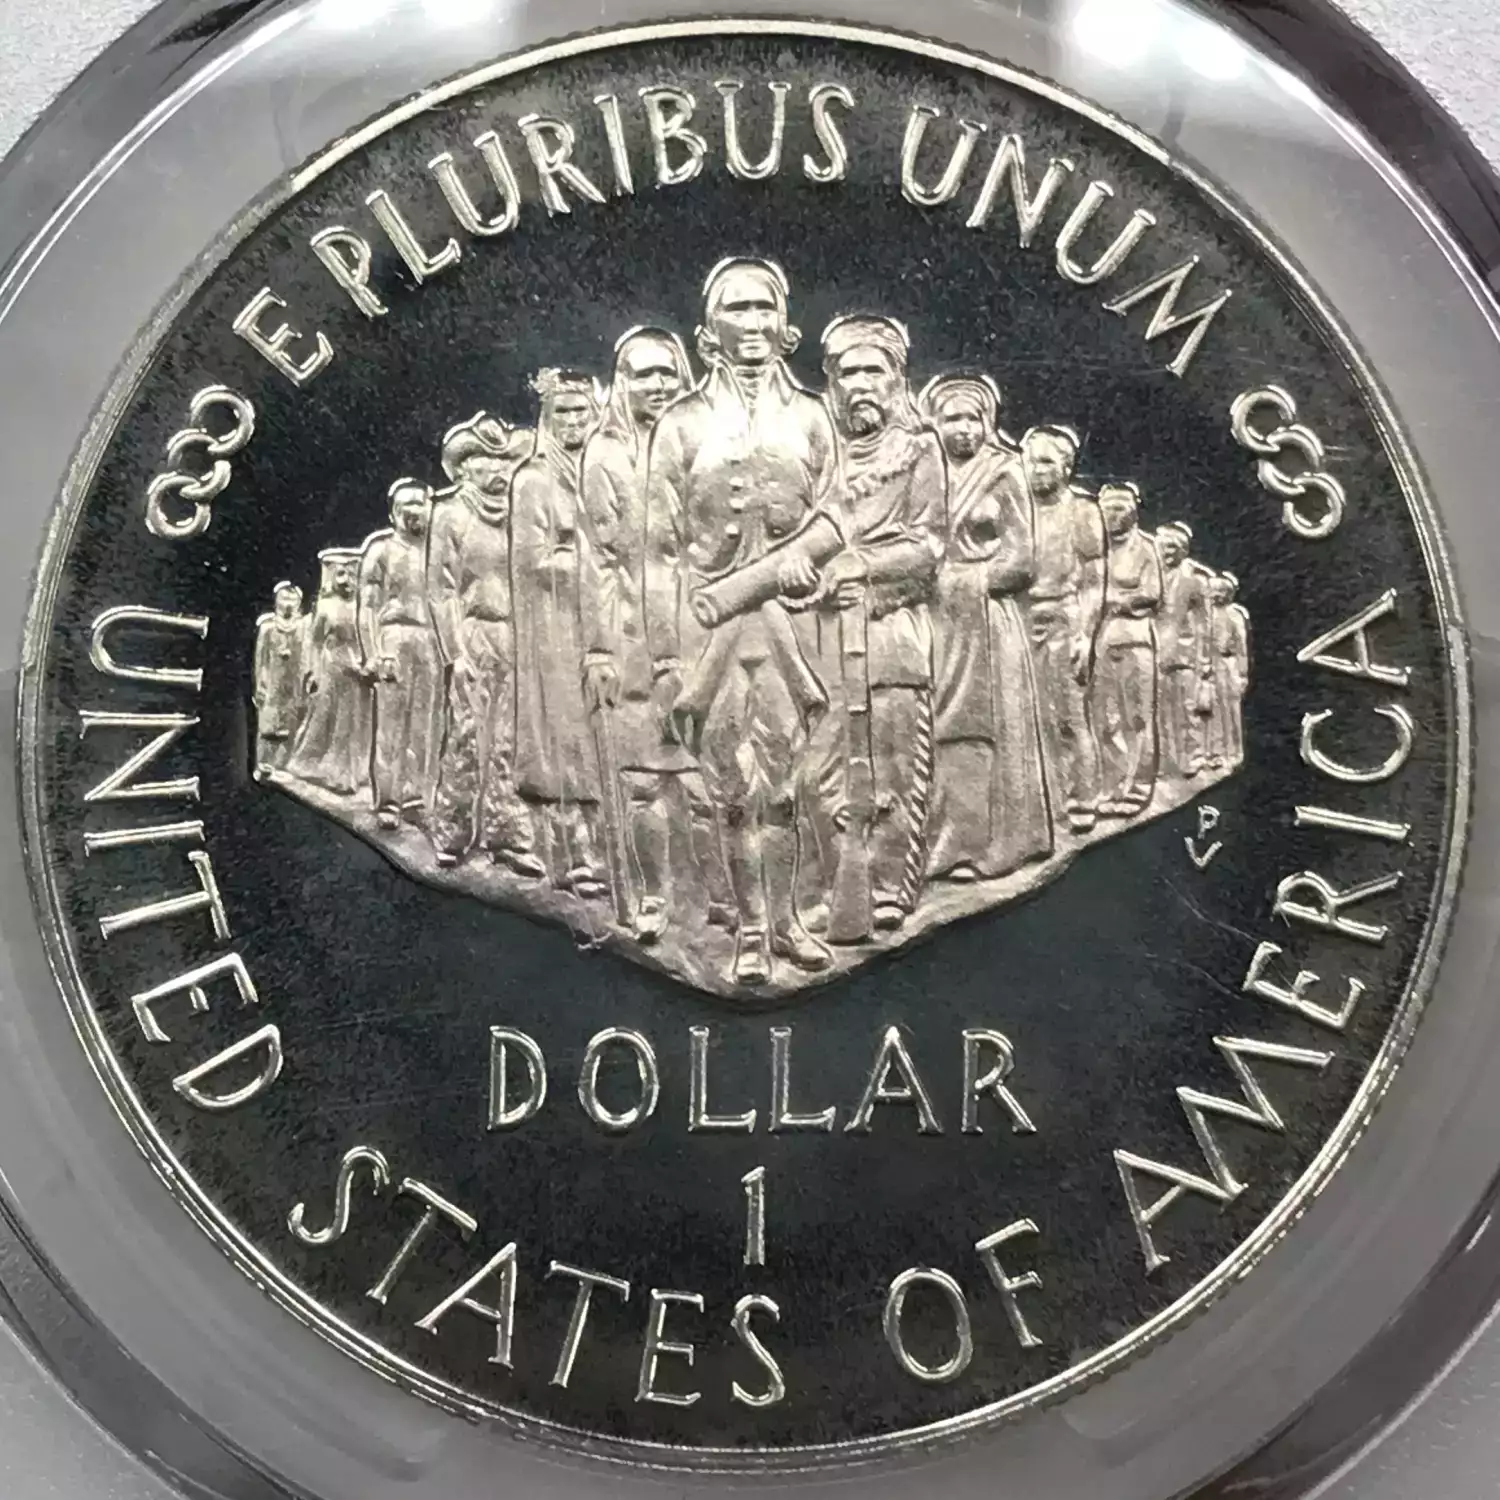 E PLURIBUS UNUM
DOLLAR
1
UNITED STATES OF AMERICA
P